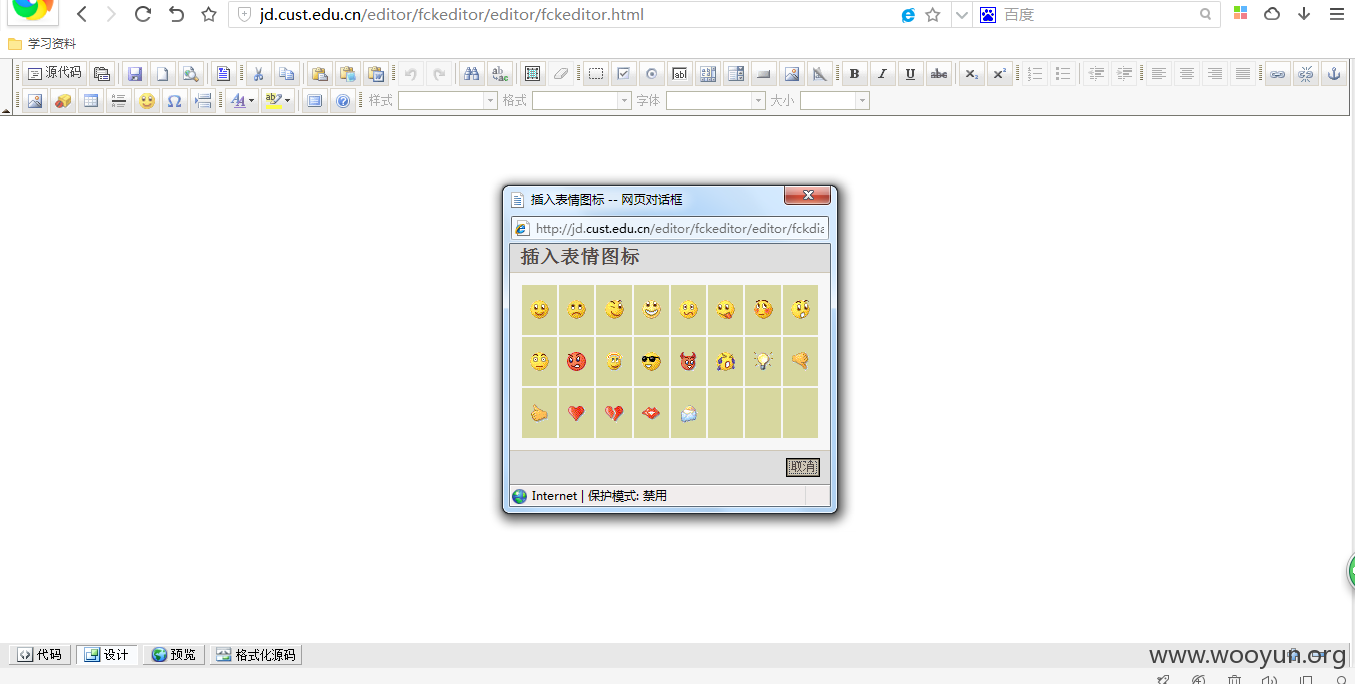 jd.cust.edu.cn/editor/fckeditor/editor/fckeditor.html
百度
学习资料
源代码
样式 格式 字体 大小
插入表情图标 -- 网页对话框
http://jd.cust.edu.cn/editor/fckeditor/editor/fckdia
插入表情图标
取消
Internet | 保护模式: 禁用
代码 设计 预览 格式化源码
www.wooyun.org